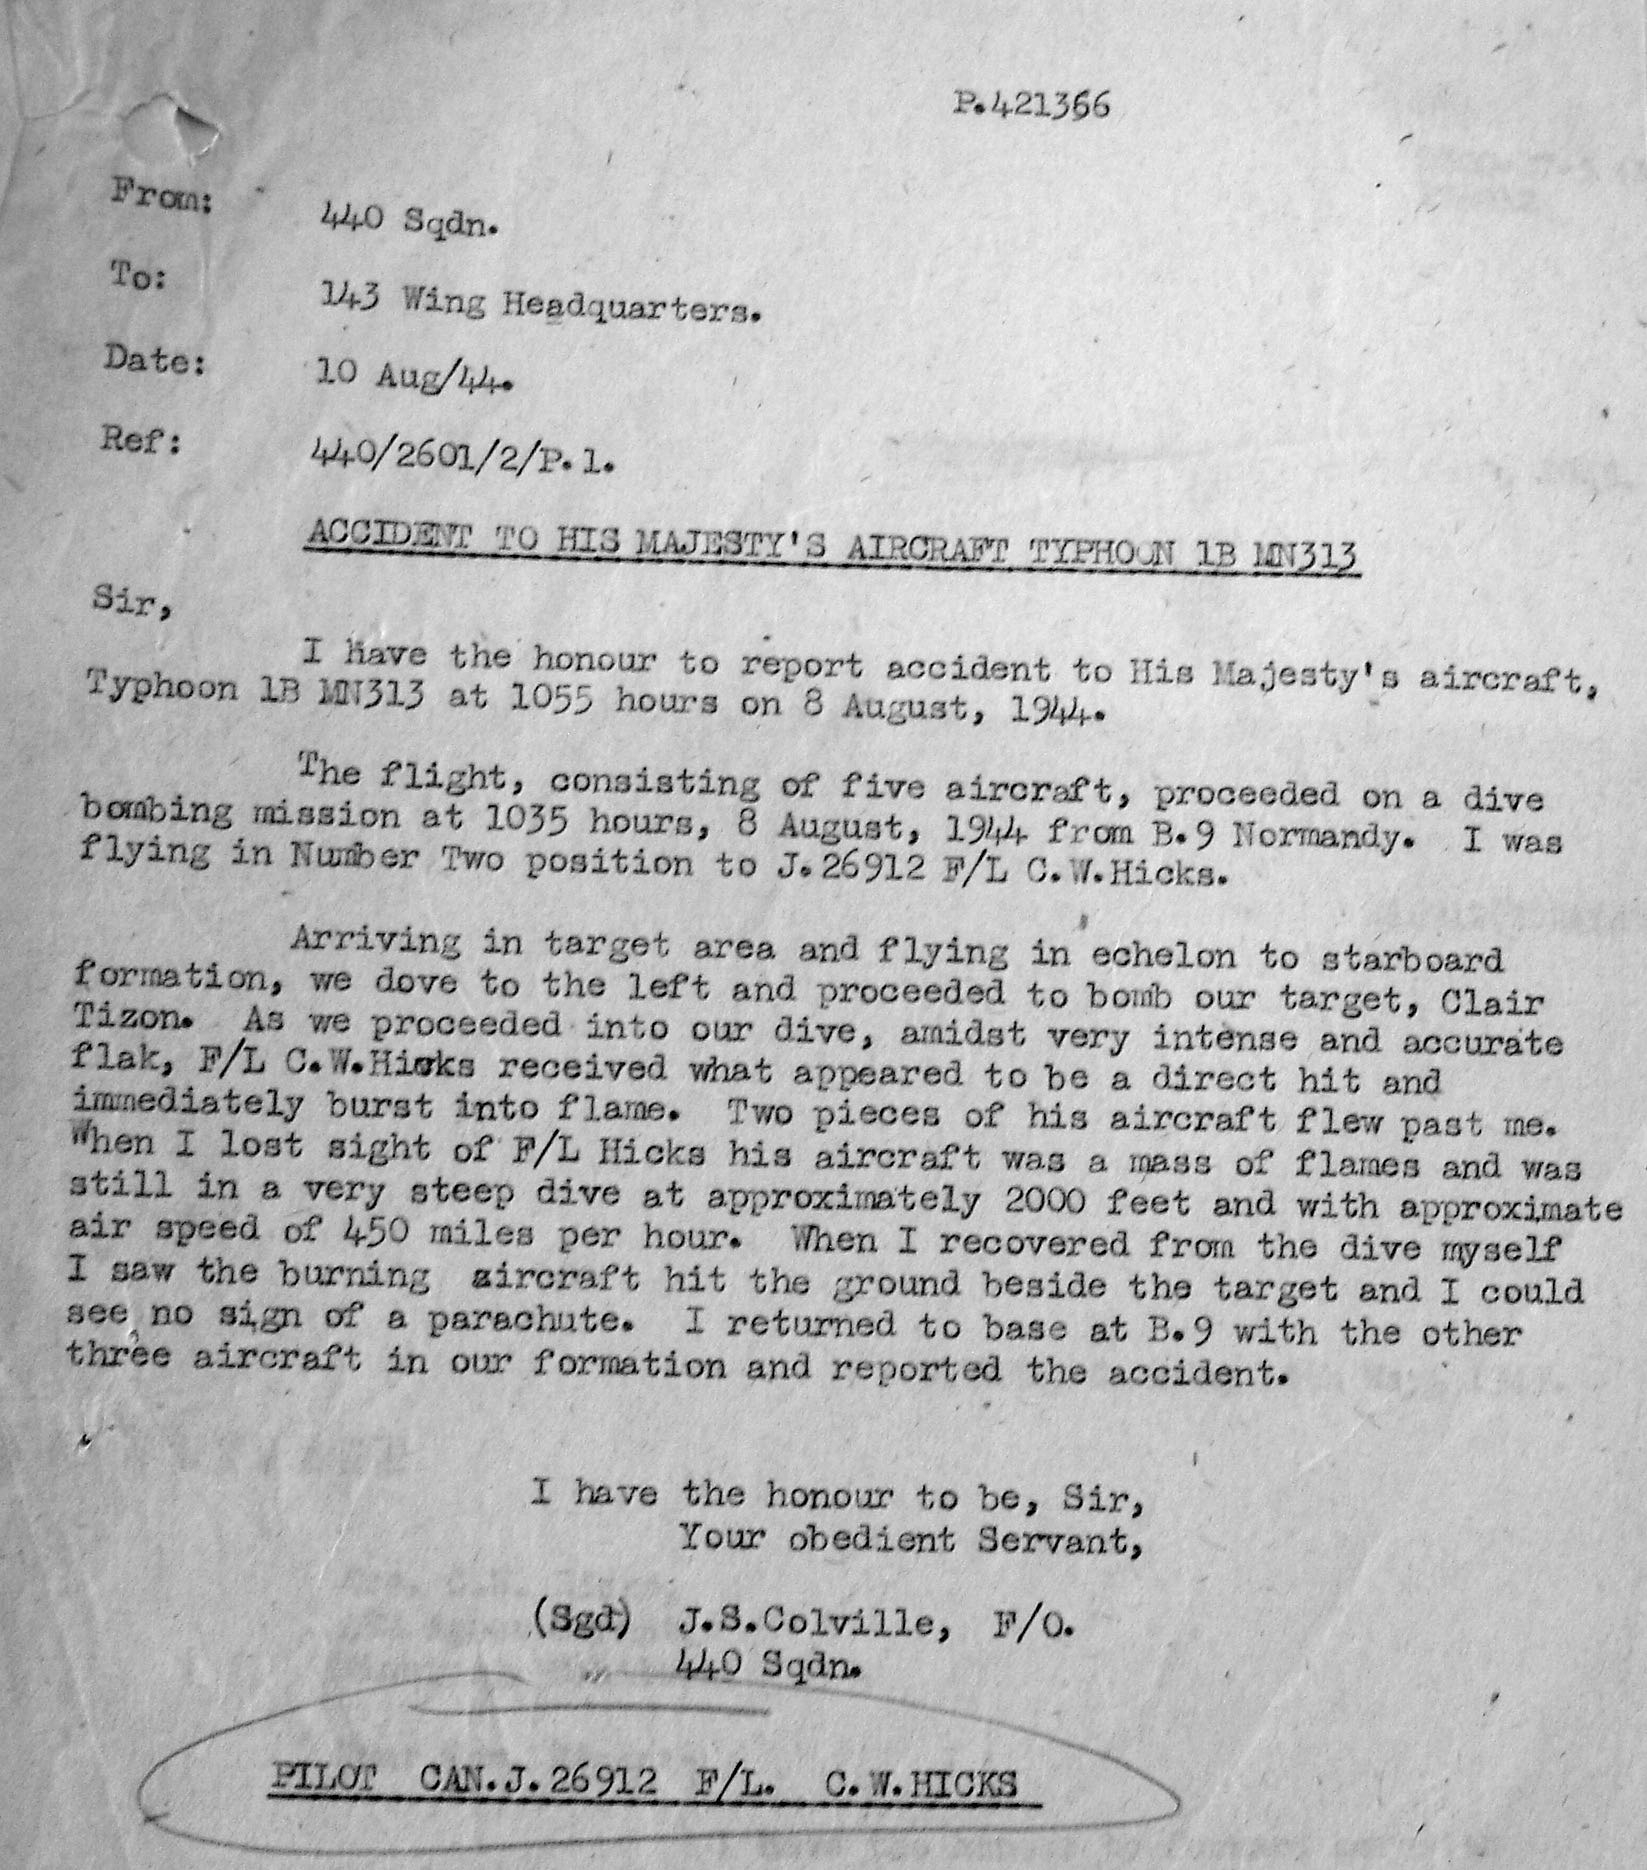 P.421366
From: 440 Sqdn.
To: 143 Wing Headquarters.
Date: 10 Aug/44.
Ref: 440/2601/2/P.1.
ACCIDENT TO HIS MAJESTY'S AIRCRAFT TYPHOON 1B MN313
Sir,
I have the honour to report accident to His Majesty's aircraft,
Typhoon 1B MN313 at 1055 hours on 8 August, 1944.
The flight, consisting of five aircraft, proceeded on a dive
bombing mission at 1035 hours, 8 August, 1944 from B.9 Normandy. I was
flying in Number Two position to J.26912 F/L C.W.Hicks.
Arriving in target area and flying in echelon to starboard
formation, we dove to the left and proceeded to bomb our target, Clair
Tizon. As we proceeded into our dive, amidst very intense and accurate
flak, F/L C.W.Hicks received what appeared to be a direct hit and
immediately burst into flame. Two pieces of his aircraft flew past me.
When I lost sight of F/L Hicks his aircraft was a mass of flames and was
still in a very steep dive at approximately 2000 feet and with approximate
air speed of 450 miles per hour. When I recovered from the dive myself
I saw the burning aircraft hit the ground beside the target and I could
see no sign of a parachute. I returned to base at B.9 with the other
three aircraft in our formation and reported the accident.
I have the honour to be, Sir,
Your obedient Servant,
(Sgd) J.S.Colville, F/O.
440 Sqdn.
PILOT CAN.J.26912 F/L. C.W.HICKS